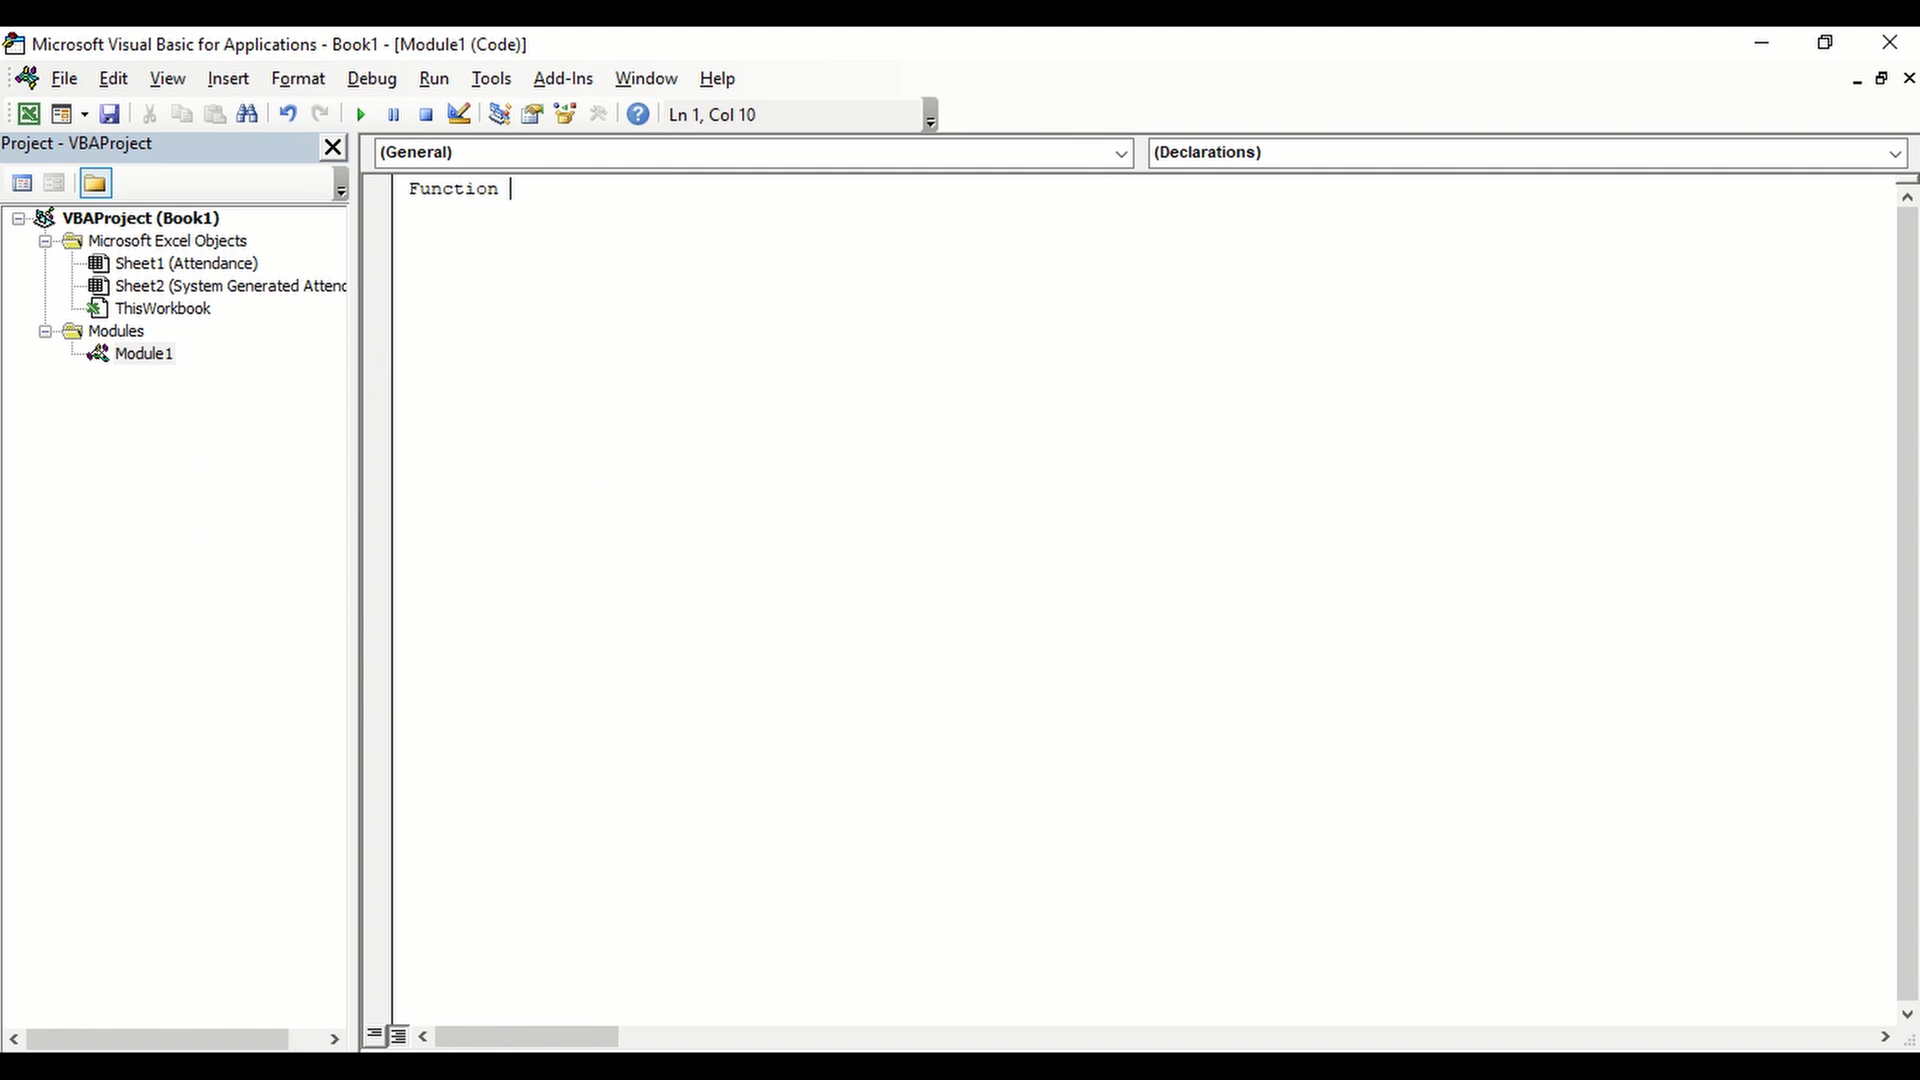 Microsoft Visual Basic for Applications - Book1 - [Module1 (Code)]
File Edit View Insert Format Debug Run Tools Add-Ins Window Help
Ln 1, Col 10
Project - VBAProject
(General) (Declarations)
Function
VBAProject (Book1)
Microsoft Excel Objects
Sheet1 (Attendance)
Sheet2 (System Generated Attend
ThisWorkbook
Modules
Module1